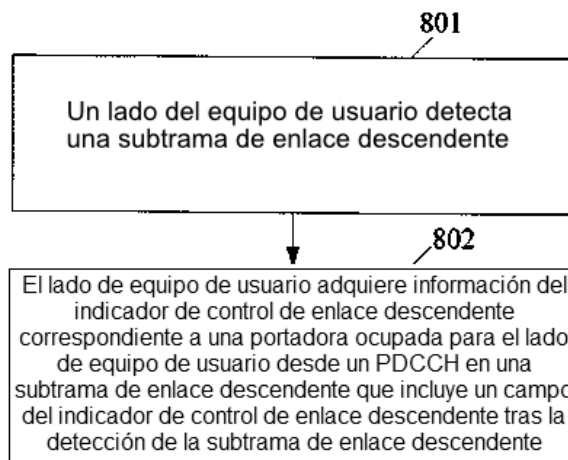 801
Un lado del equipo de usuario detecta
una subtrama de enlace descendente
802
El lado de equipo de usuario adquiere información del
indicador de control de enlace descendente
correspondiente a una portadora ocupada para el lado
de equipo de usuario desde un PDCCH en una
subtrama de enlace descendente que incluye un campo
del indicador de control de enlace descendente tras la
detección de la subtrama de enlace descendente